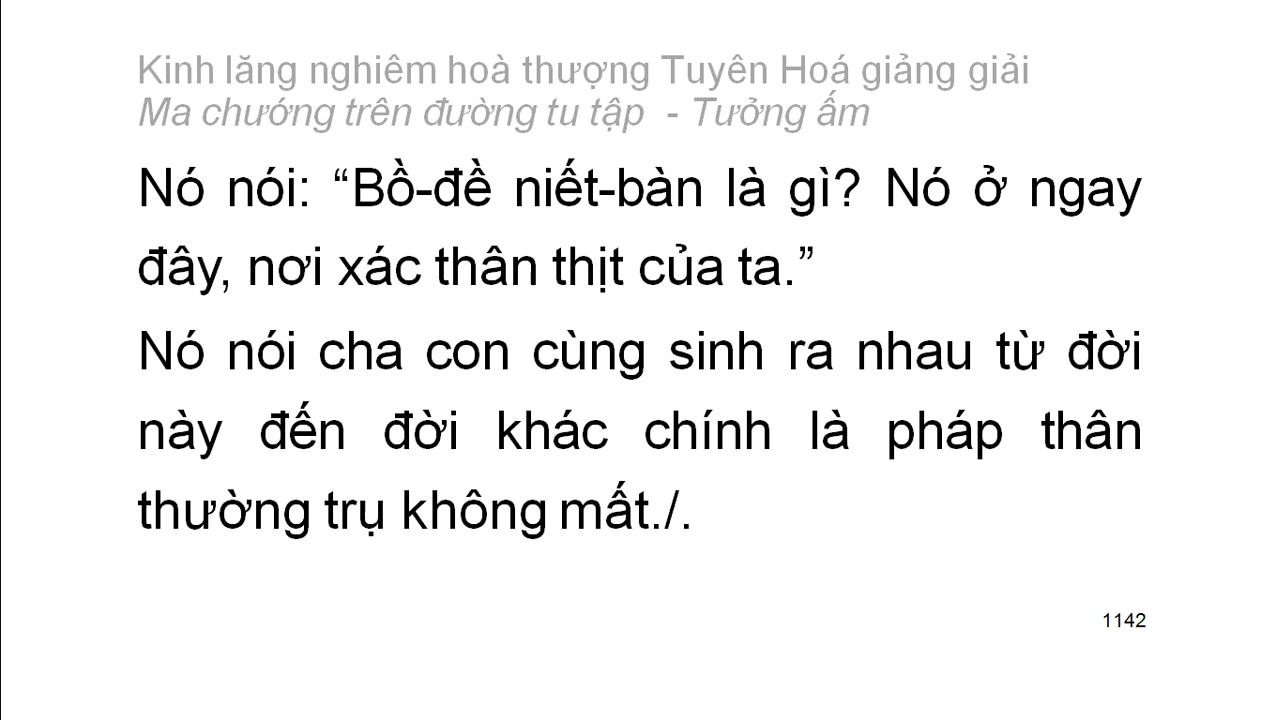 Kinh lăng nghiêm hoà thượng Tuyên Hoá giảng giải
Ma chướng trên đường tu tập - Tưởng ấm
Nó nói: “Bồ-đề niết-bàn là gì? Nó ở ngay
đây, nơi xác thân thịt của ta.”
Nó nói cha con cùng sinh ra nhau từ đời
này đến đời khác chính là pháp thân
thường trụ không mất./.
1142